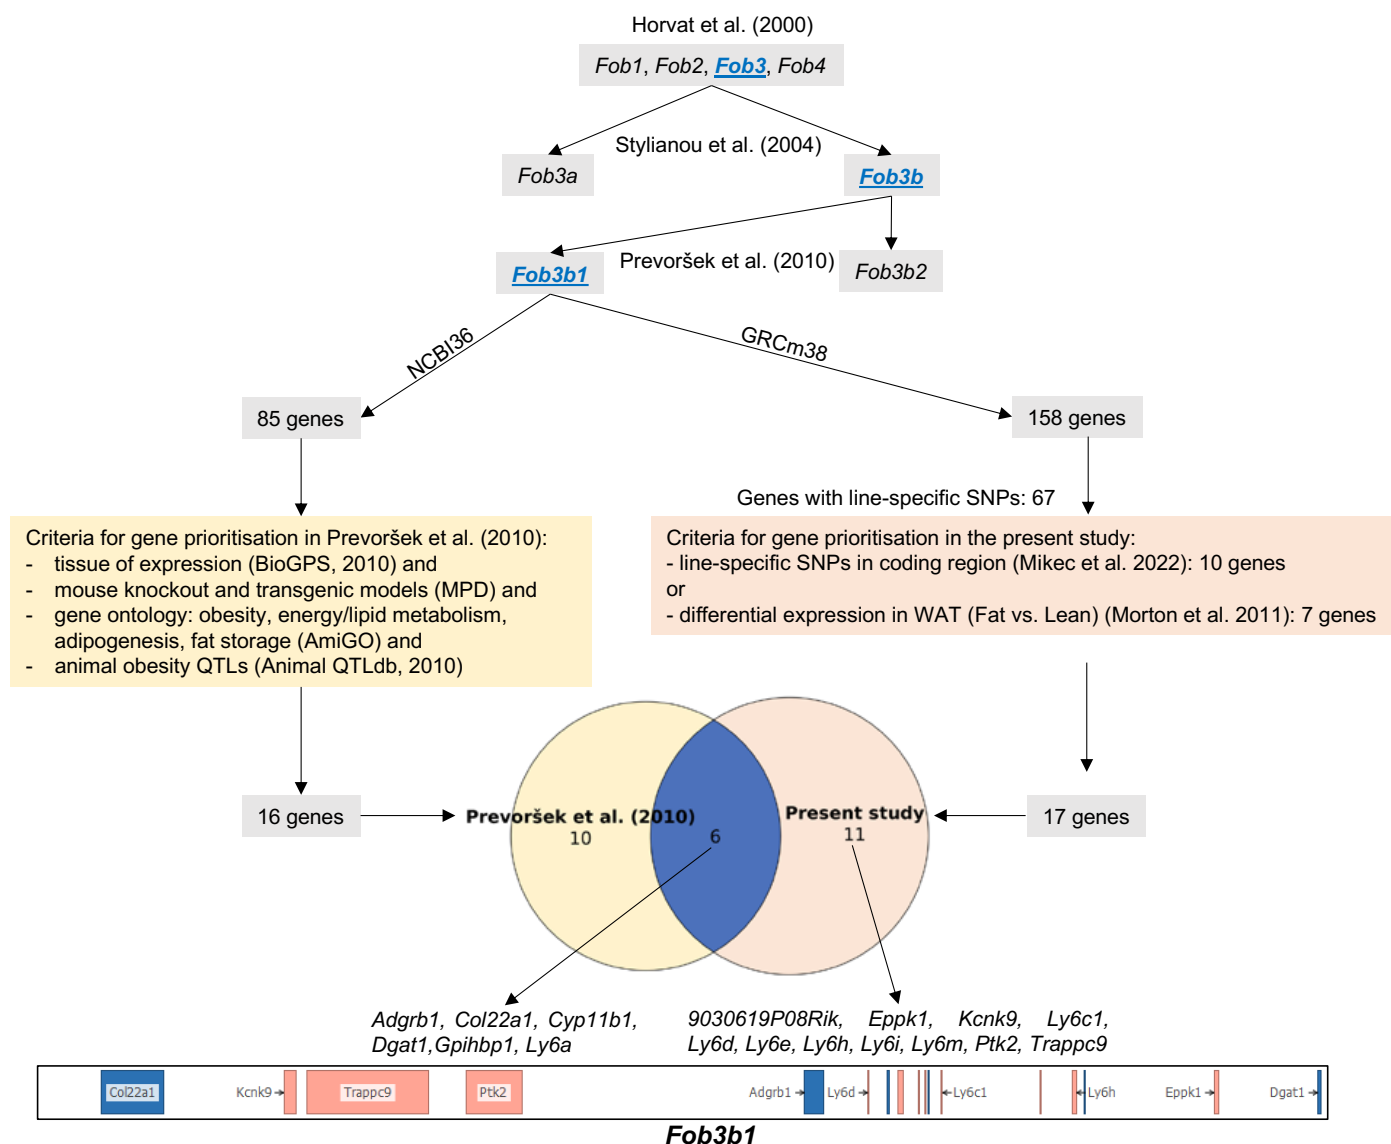 Horvat et al. (2000)
Fob1, Fob2, Fob3, Fob4
Stylianou et al. (2004)
Fob3a
Fob3b
Prevoršek et al. (2010)
Fob3b1
Fob3b2
NCBI36
GRCm38
85 genes
158 genes
Genes with line-specific SNPs: 67
Criteria for gene prioritisation in Prevoršek et al. (2010):
- tissue of expression (BioGPS, 2010) and
- mouse knockout and transgenic models (MPD) and
- gene ontology: obesity, energy/lipid metabolism,
adipogenesis, fat storage (AmiGO) and
- animal obesity QTLs (Animal QTLdb, 2010)
Criteria for gene prioritisation in the present study:
- line-specific SNPs in coding region (Mikec et al. 2022): 10 genes
or
- differential expression in WAT (Fat vs. Lean) (Morton et al. 2011): 7 genes
16 genes
Prevoršek et al. (2010)
10
6
Present study
11
17 genes
Adgrb1, Col22a1, Cyp11b1,
Dgat1,Gpihbp1, Ly6a
9030619P08Rik, Eppk1, Kcnk9, Ly6c1,
Ly6d, Ly6e, Ly6h, Ly6i, Ly6m, Ptk2, Trappc9
Col22a1 Kcnk9 Trappc9 Ptk2 Adgrb1 Ly6d Ly6c1 Ly6h Eppk1 Dgat1
Fob3b1